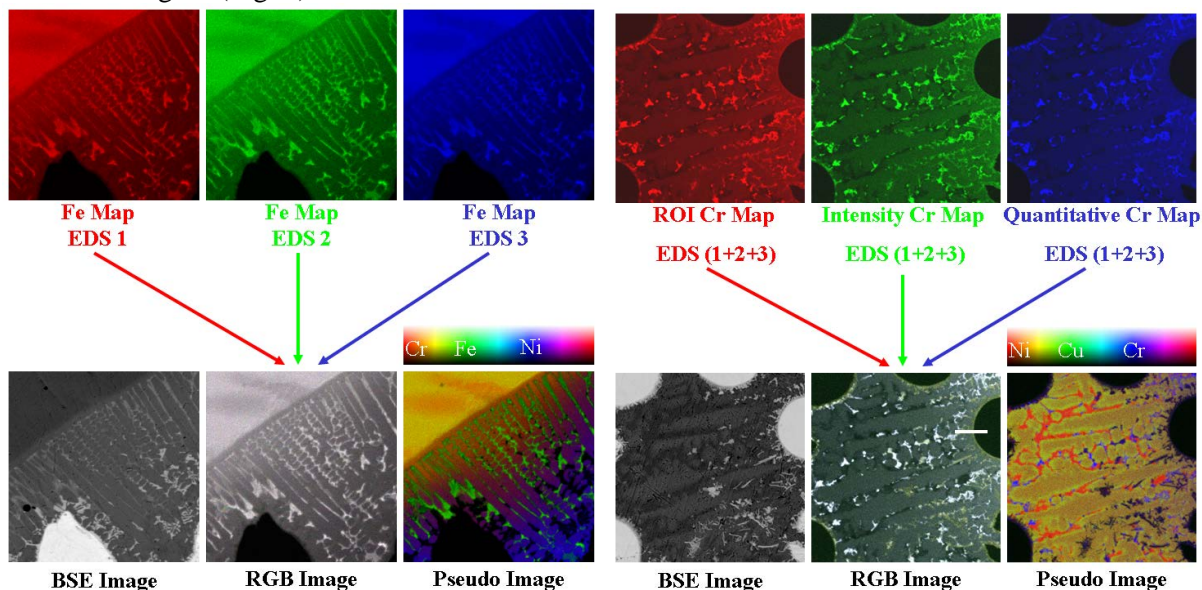 Fe Map
EDS 1
Fe Map
EDS 2
Fe Map
EDS 3
Cr Fe Ni
BSE Image
RGB Image
Pseudo Image
ROI Cr Map
EDS (1+2+3)
Intensity Cr Map
EDS (1+2+3)
Quantitative Cr Map
EDS (1+2+3)
Ni Cu Cr
BSE Image
RGB Image
Pseudo Image